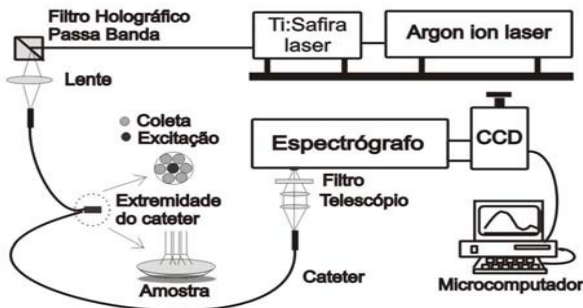 Filtro Holográfico
Passa Banda
Ti:Safira
laser
Argon ion laser
Lente
Coleta
Excitação
Espectrógrafo
CCD
Extremidade
do cateter
Filtro
Telescópio
Amostra
Cateter
Microcomputador